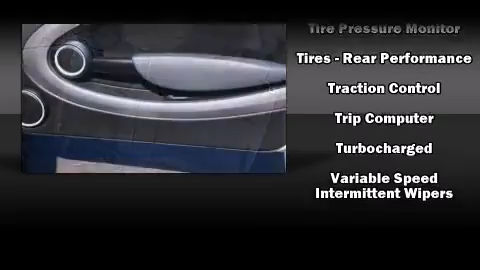 Tire Pressure Monitor
Tires - Rear Performance
Traction Control
Trip Computer
Turbocharged
Variable Speed
Intermittent Wipers